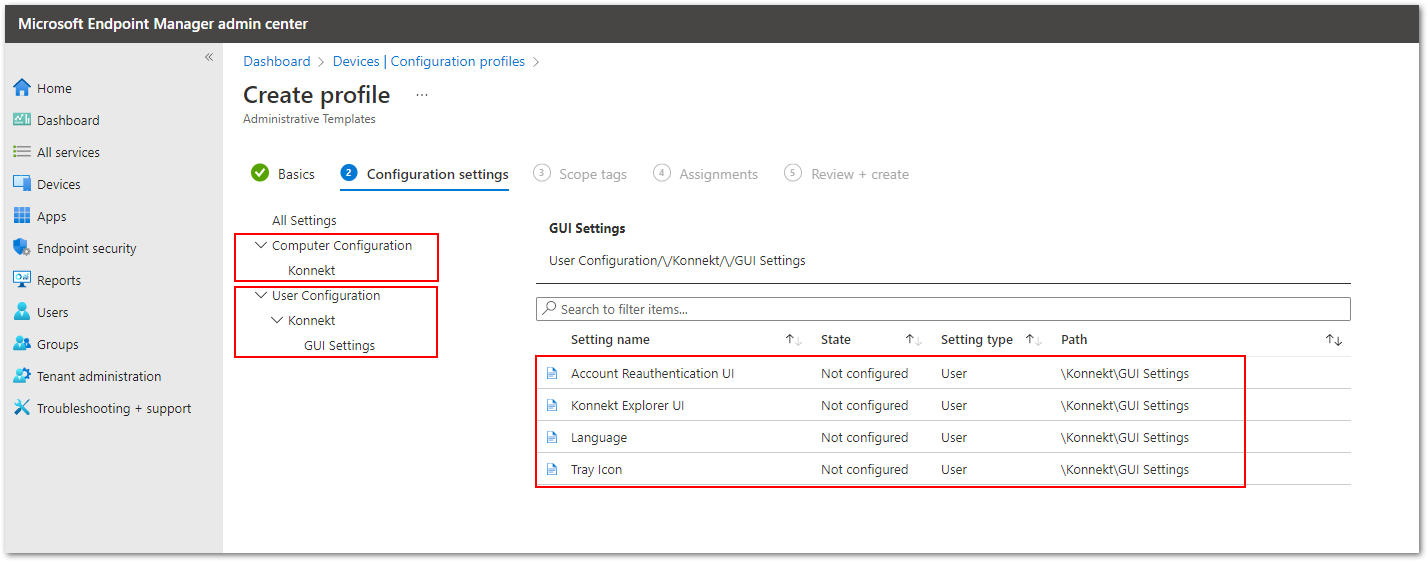 Microsoft Endpoint Manager admin center
«
Home
Dashboard
All services
Devices
Apps
Endpoint security
Reports
Users
Groups
Tenant administration
Troubleshooting + support
Dashboard > Devices | Configuration profiles >
Create profile ...
Administrative Templates
Basics 2 Configuration settings 3 Scope tags 4 Assignments 5 Review + create
All Settings
Computer Configuration
Konnekt
User Configuration
Konnekt
GUI Settings
GUI Settings
User Configuration/\/Konnekt/\/GUI Settings
Search to filter items...
Setting name ↑↓ State ↑↓ Setting type ↑↓ Path ↑↓
Account Reauthentication UI Not configured User \Konnekt\GUI Settings
Konnekt Explorer UI Not configured User \Konnekt\GUI Settings
Language Not configured User \Konnekt\GUI Settings
Tray Icon Not configured User \Konnekt\GUI Settings